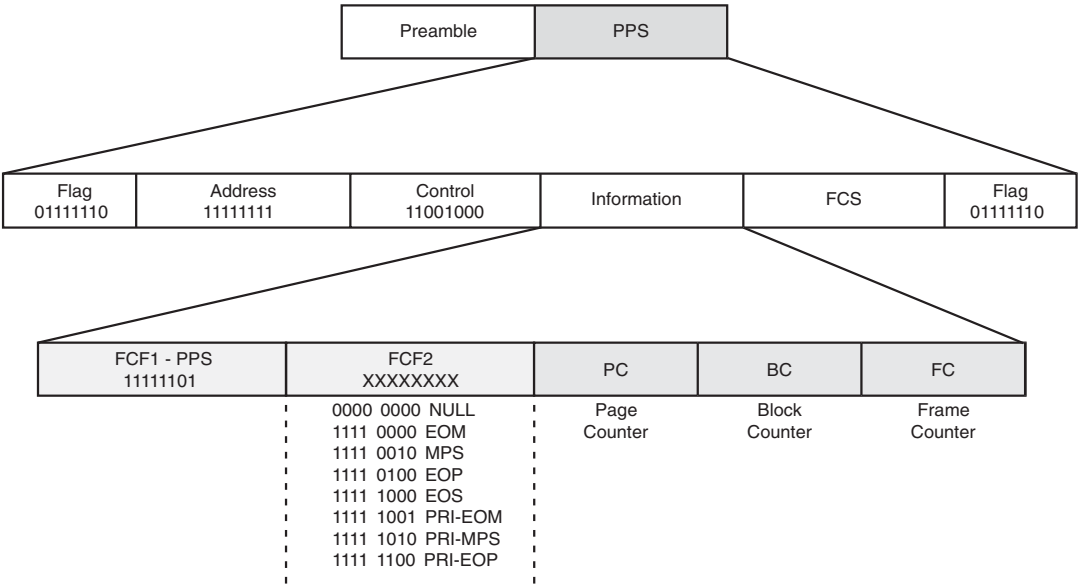 Preamble
PPS
Flag
01111110
Address
11111111
Control
11001000
Information
FCS
Flag
01111110
FCF1 - PPS
11111101
FCF2
XXXXXXXX
PC
BC
FC
0000 0000 NULL
1111 0000 EOM
1111 0010 MPS
1111 0100 EOP
1111 1000 EOS
1111 1001 PRI-EOM
1111 1010 PRI-MPS
1111 1100 PRI-EOP
Page
Counter
Block
Counter
Frame
Counter